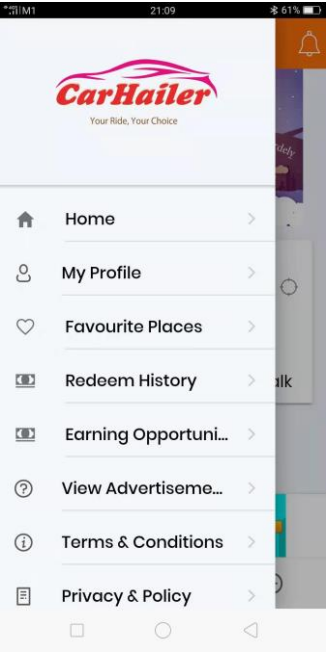 M1 21:09 61%
CarHailer
Your Ride, Your Choice
Home
My Profile
Favourite Places
Redeem History
Earning Opportuni...
View Advertiseme...
Terms & Conditions
Privacy & Policy